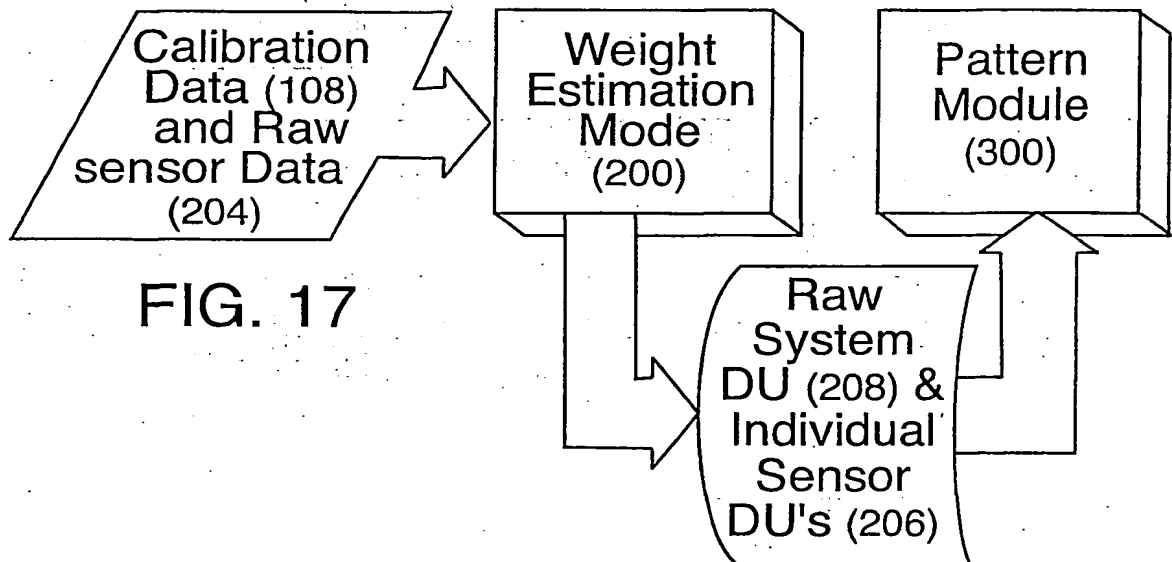 Calibration
Data (108)
and Raw
sensor Data
(204)
Weight
Estimation
Mode
(200)
Pattern
Module
(300)
FIG. 17
Raw
System
DU (208) &
Individual
Sensor
DU's (206)